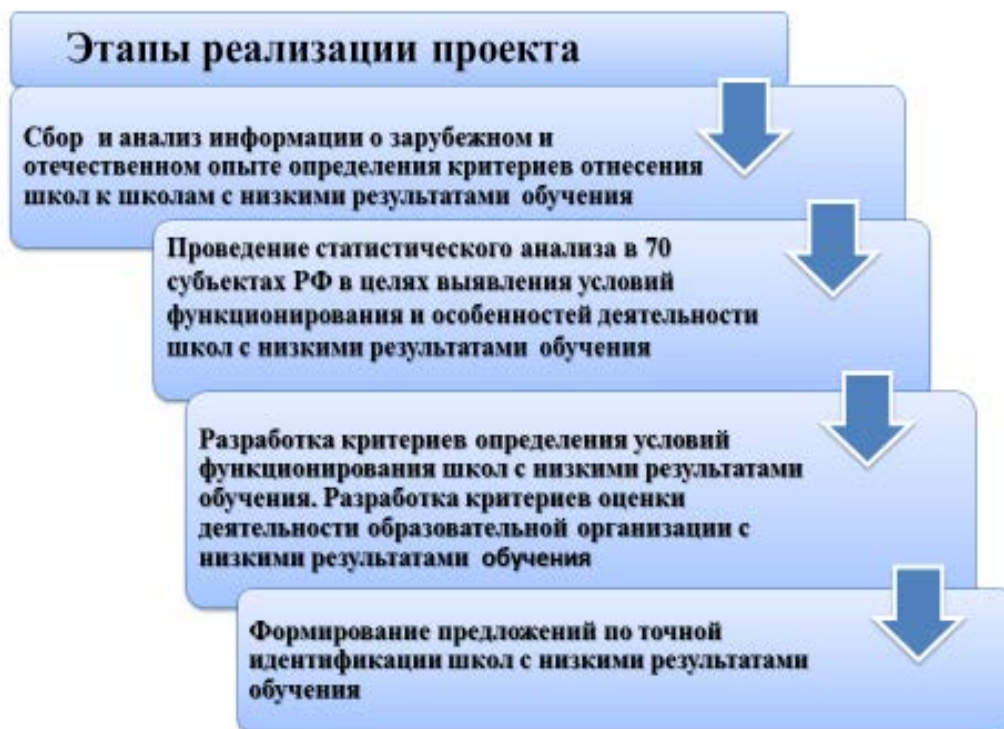 Этапы реализации проекта
Сбор и анализ информации о зарубежном и
отечественном опыте определения критериев отнесения
школ к школам с низкими результатами обучения
Проведение статистического анализа в 70
субъектах РФ в целях выявления условий
функционирования и особенностей деятельности
школ с низкими результатами обучения
Разработка критериев определения условий
функционирования школ с низкими результатами
обучения. Разработка критериев оценки
деятельности образовательной организации с
низкими результатами обучения
Формирование предложений по точной
идентификации школ с низкими результатами
обучения